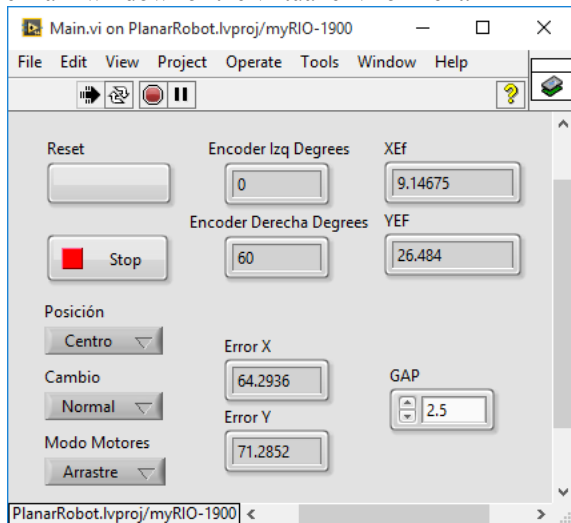 Main.vi on PlanarRobot.lvproj/myRIO-1900
File Edit View Project Operate Tools Window Help
Reset
Encoder Izq Degrees
XEf
0
9.14675
Encoder Derecha Degrees
YEF
Stop
60
26.484
Posición
Centro
Error X
Cambio
64.2936
GAP
Normal
Error Y
2.5
Modo Motores
71.2852
Arrastre
PlanarRobot.lvproj/myRIO-1900